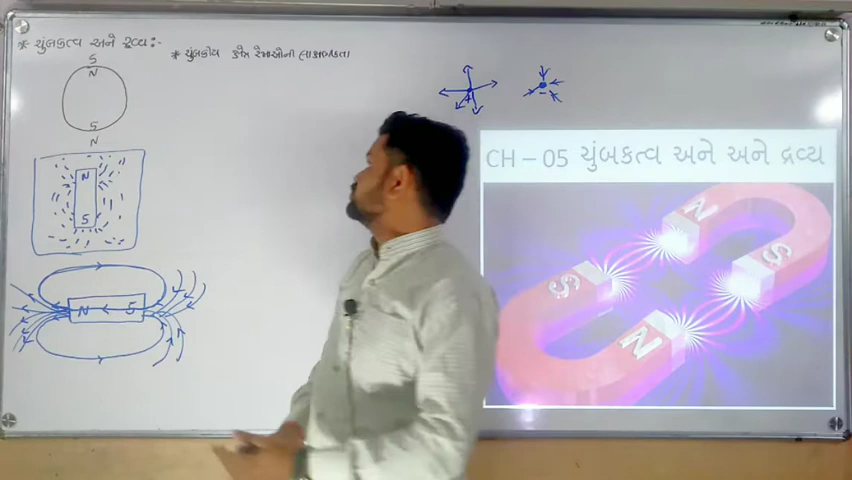 * ચુંબકત્વ અને દ્રવ્ય :-
* ચુંબકીય ક્ષેત્ર રેખાઓની લાક્ષણિકતા
S
N
S
N
N
S
N S
+
-
CH – 05 ચુંબકત્વ અને અને દ્રવ્ય
N
S
S
N